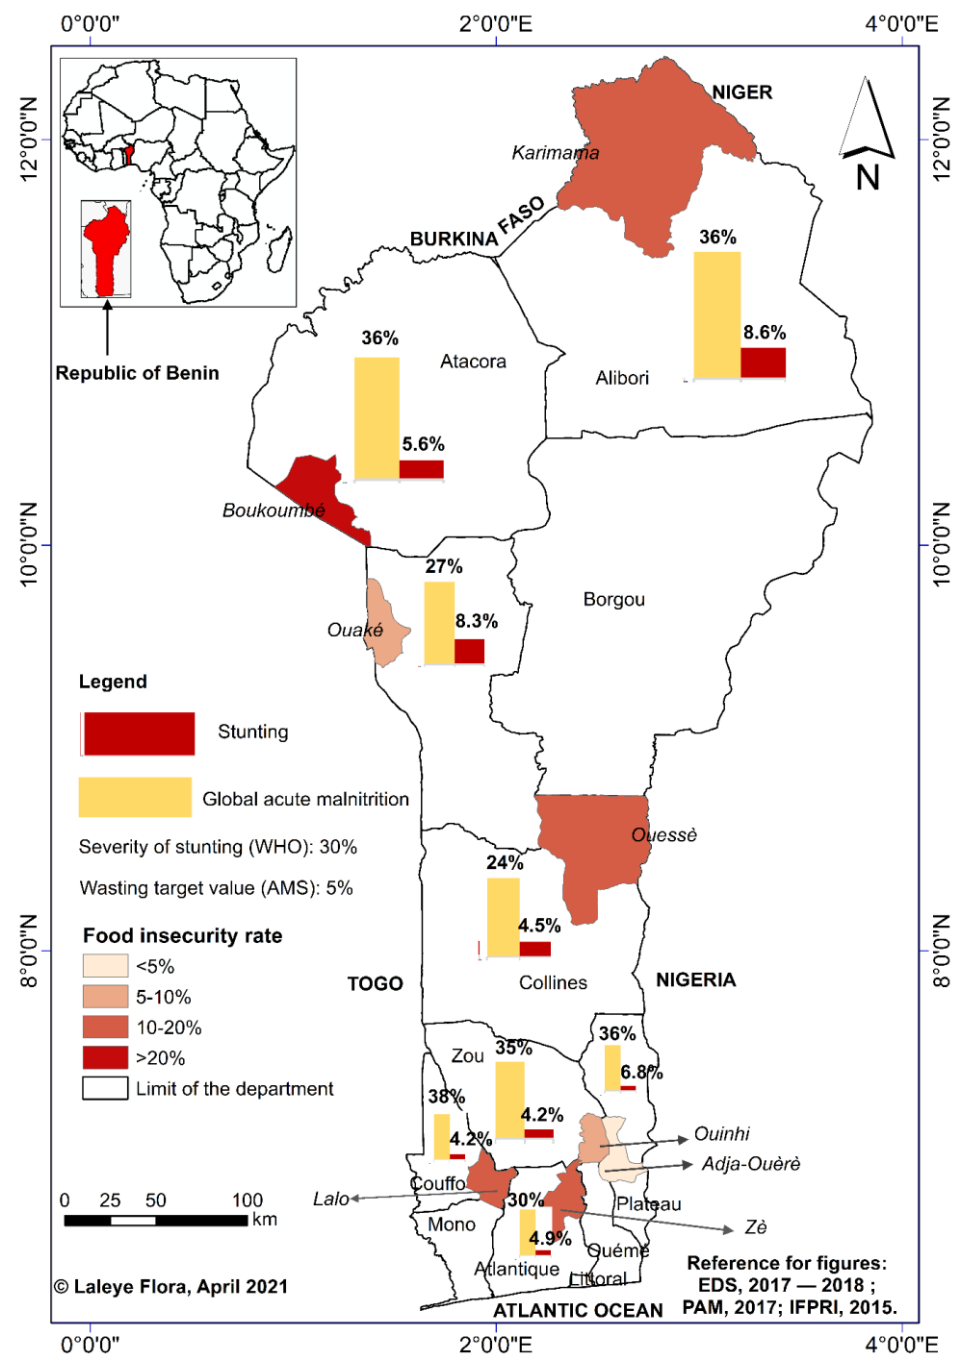 0°0'0"
2°0'0"E
4°0'0"E
12°0'0"N
12°0'0"N
NIGER
Karimama
N
BURKINA FASO
36%
8.6%
Republic of Benin
36%
Atacora
Alibori
5.6%
Boukoumbé
10°0'0"N
10°0'0"N
27%
Borgou
8.3%
Ouaké
Legend
Stunting
Global acute malnitrition
Severity of stunting (WHO): 30%
Wasting target value (AMS): 5%
Ouessè
24%
4.5%
Food insecurity rate
<5%
5-10%
10-20%
>20%
Limit of the department
8°0'0"N
8°0'0"N
TOGO
Collines
NIGERIA
36%
6.8%
Zou
35%
4.2%
38%
4.2%
Ouinhi
Adja-Ouèrè
Couffo
Lalo
30%
4.9%
Plateau
Zè
Mono
Ouémé
Atlantique
Littoral
0 25 50 100
km
© Laleye Flora, April 2021
Reference for figures:
EDS, 2017 — 2018 ;
PAM, 2017; IFPRI, 2015.
ATLANTIC OCEAN
0°0'0"
2°0'0"E
4°0'0"E